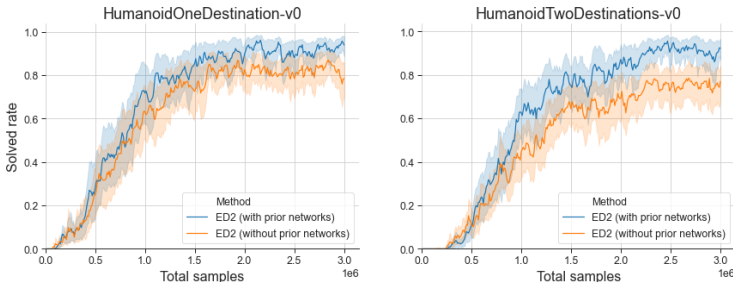 HumanoidOneDestination-v0
Solved rate
1.0
0.8
0.6
0.4
0.2
0.0
Method
ED2 (with prior networks)
ED2 (without prior networks)
0.0 0.5 1.0 1.5 2.0 2.5 3.0
1e6
Total samples
HumanoidTwoDestinations-v0
1.0
0.8
0.6
0.4
0.2
0.0
Method
ED2 (with prior networks)
ED2 (without prior networks)
0.0 0.5 1.0 1.5 2.0 2.5 3.0
1e6
Total samples